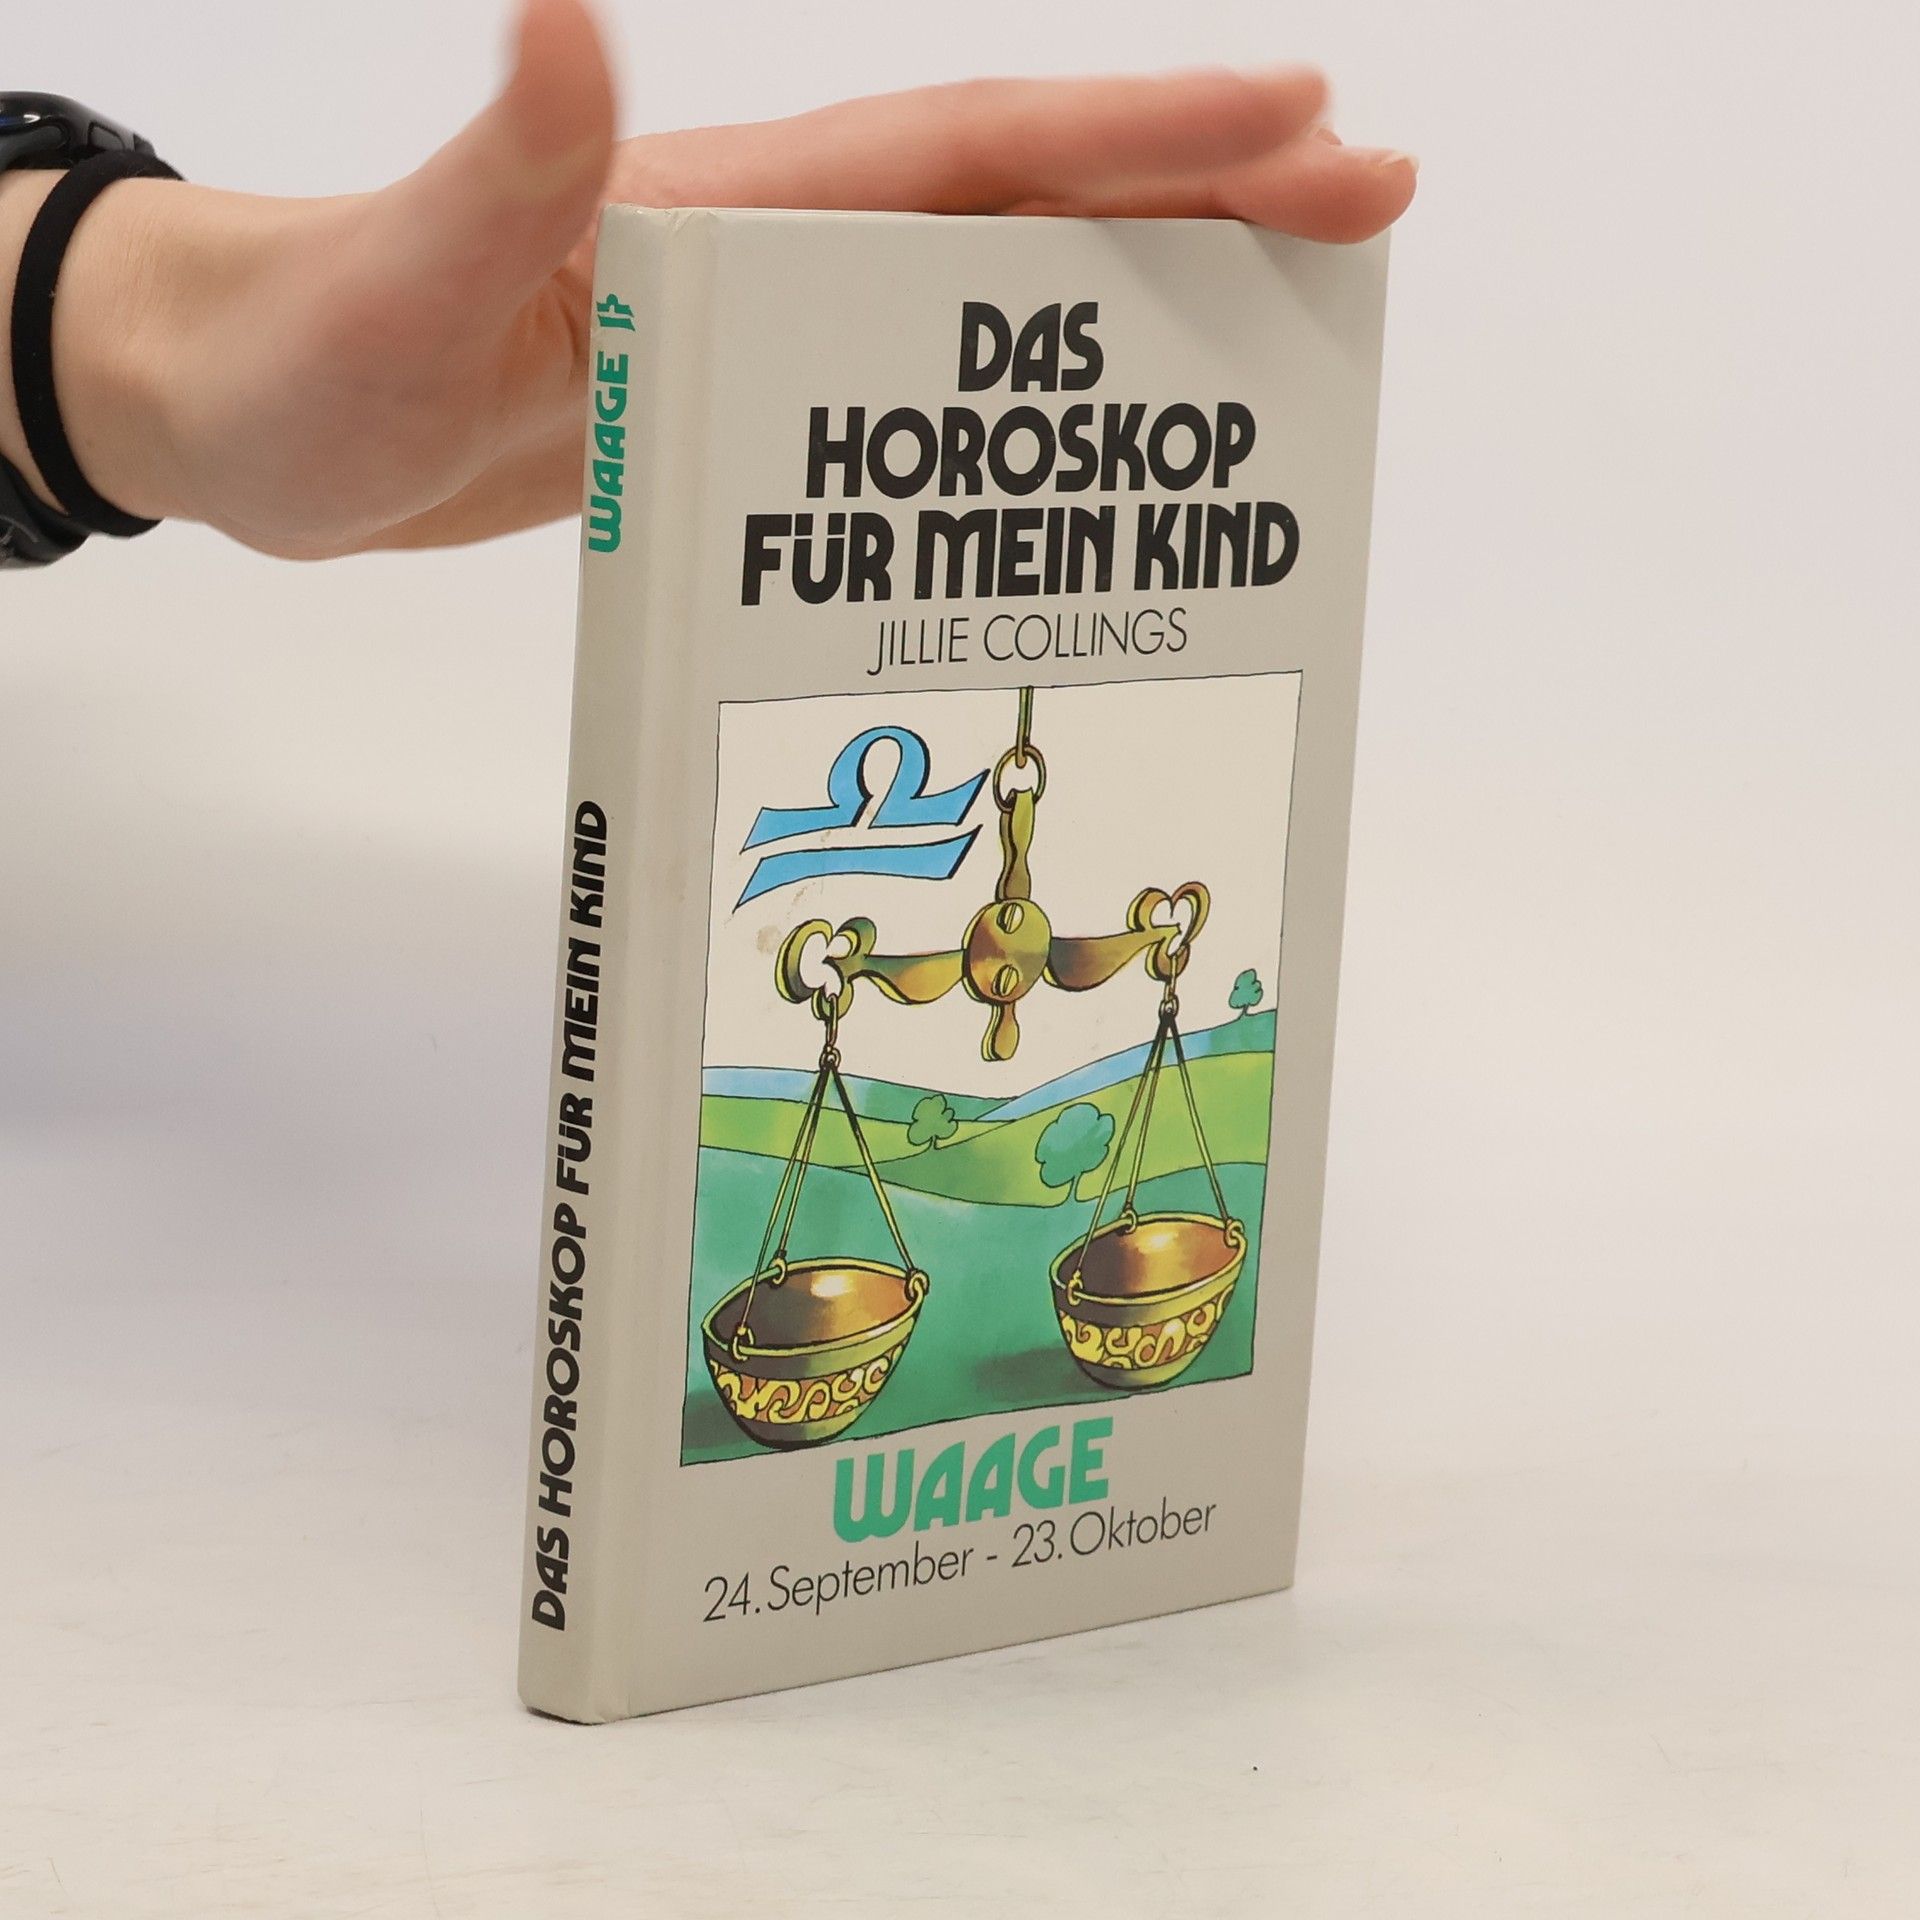 DAS
HOROSKOP
FÜR MEIN KIND
JILLIE COLLINGS
WAAGE
24. September - 23. Oktober
DAS HOROSKOP FÜR MEIN KIND
WAAGE ♎